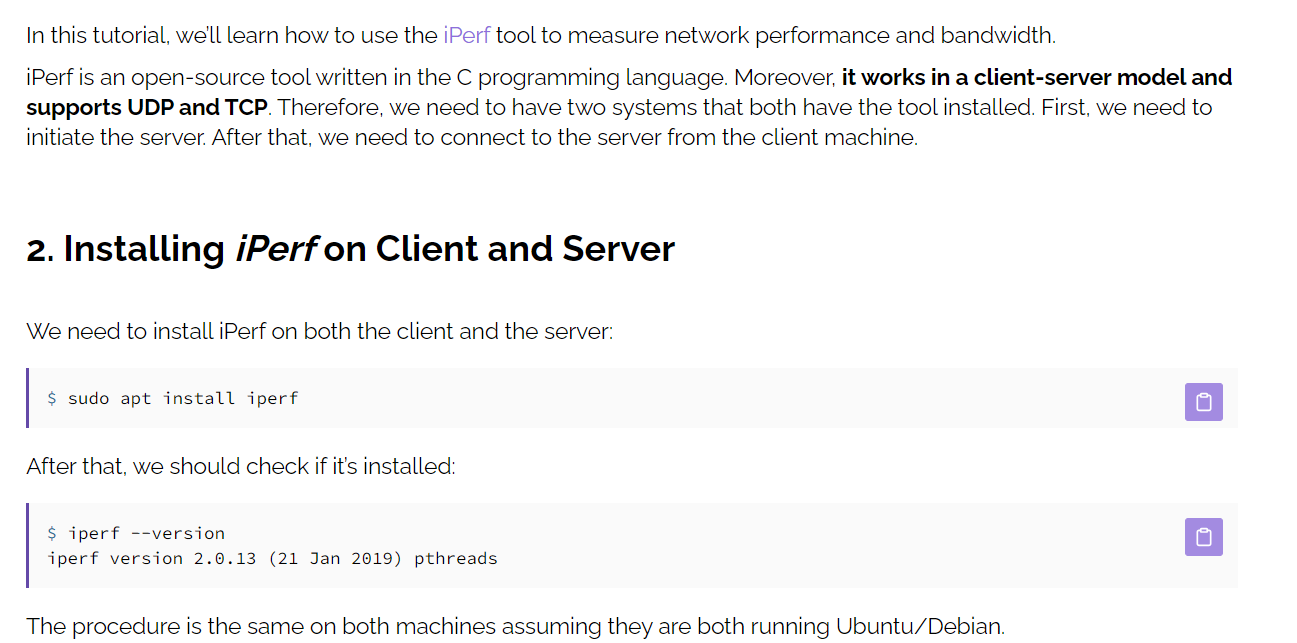 In this tutorial, we'll learn how to use the iPerf tool to measure network performance and bandwidth.
iPerf is an open-source tool written in the C programming language. Moreover, it works in a client-server model and
supports UDP and TCP. Therefore, we need to have two systems that both have the tool installed. First, we need to
initiate the server. After that, we need to connect to the server from the client machine.
2. Installing iPerf on Client and Server
We need to install iPerf on both the client and the server:
$ sudo apt install iperf
After that, we should check if it's installed:
$ iperf --version
iperf version 2.0.13 (21 Jan 2019) pthreads
The procedure is the same on both machines assuming they are both running Ubuntu/Debian.